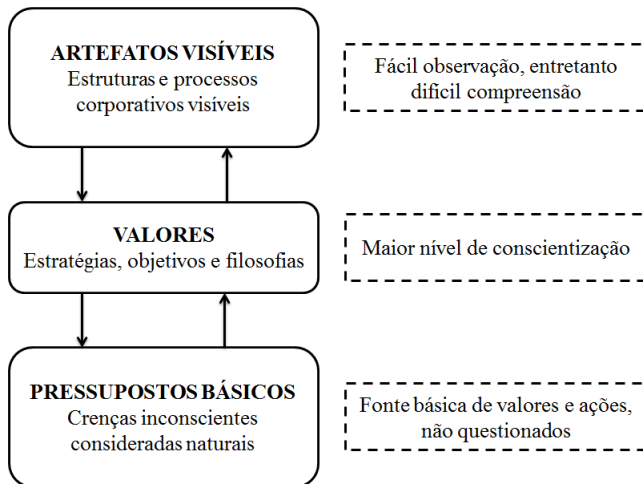 ARTEFATOS VISÍVEIS
Estruturas e processos
corporativos visíveis
Fácil observação, entretanto
difícil compreensão
VALORES
Estratégias, objetivos e filosofias
Maior nível de conscientização
PRESSUPOSTOS BÁSICOS
Crenças inconscientes
consideradas naturais
Fonte básica de valores e ações,
não questionados